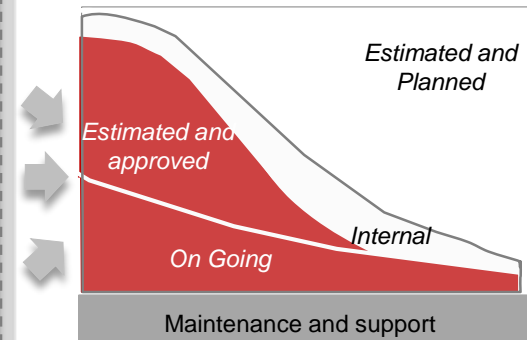 Estimated and
Planned
Estimated and
approved
Internal
On Going
Maintenance and support